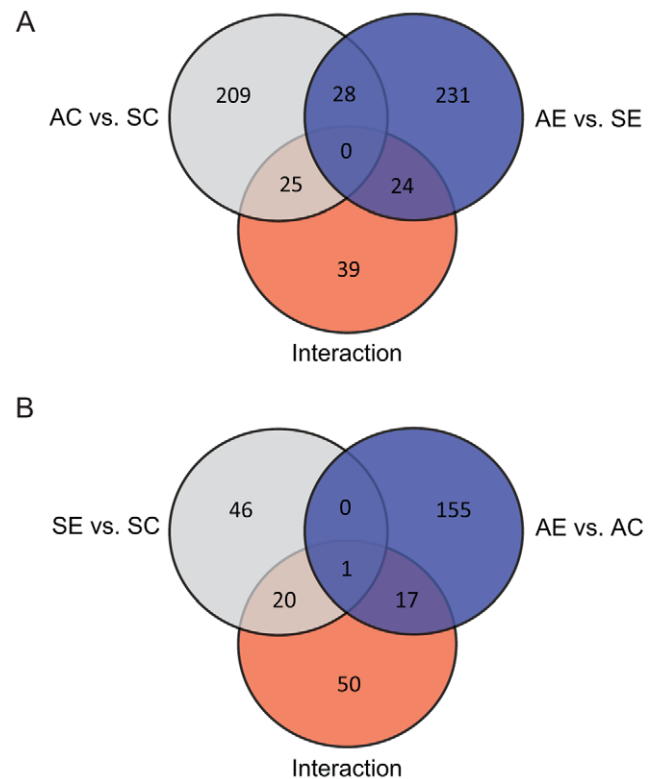 A
209 28 231
AC vs. SC AE vs. SE
0
25 24
39
Interaction
B
46 0 155
SE vs. SC AE vs. AC
1
20 17
50
Interaction